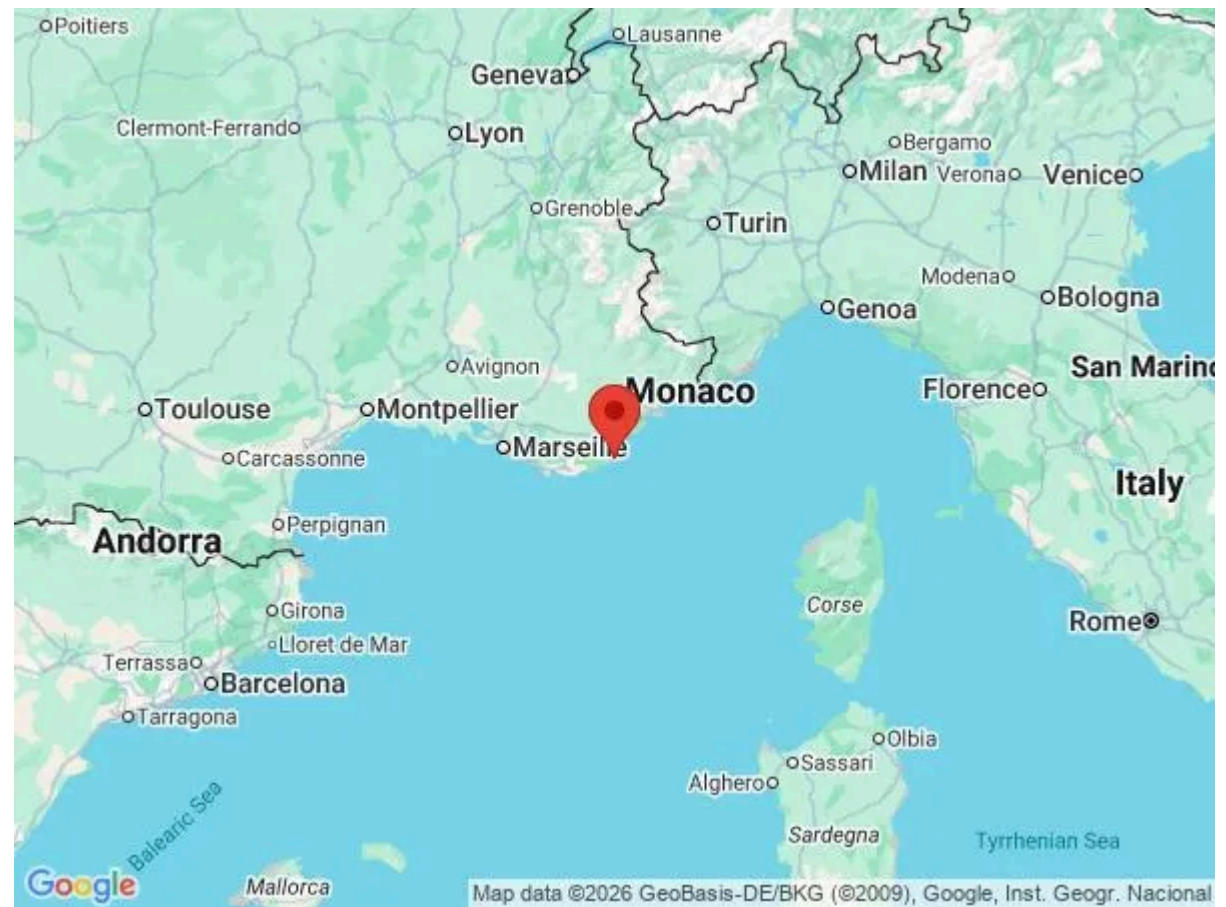 Poitiers
Lausanne
Geneva
Clermont-Ferrand
Lyon
Bergamo
Milan
Verona
Venice
Grenoble
Turin
Modena
Bologna
Genoa
Avignon
San Marino
Monaco
Florence
Toulouse
Montpellier
Marseille
Carcassonne
Italy
Perpignan
Andorra
Corse
Girona
Rome
Lloret de Mar
Terrassa
Barcelona
Tarragona
Olbia
Sassari
Alghero
Balearic Sea
Sardegna
Tyrrhenian Sea
Google
Mallorca
Map data ©2026 GeoBasis-DE/BKG (©2009), Google, Inst. Geogr. Nacional